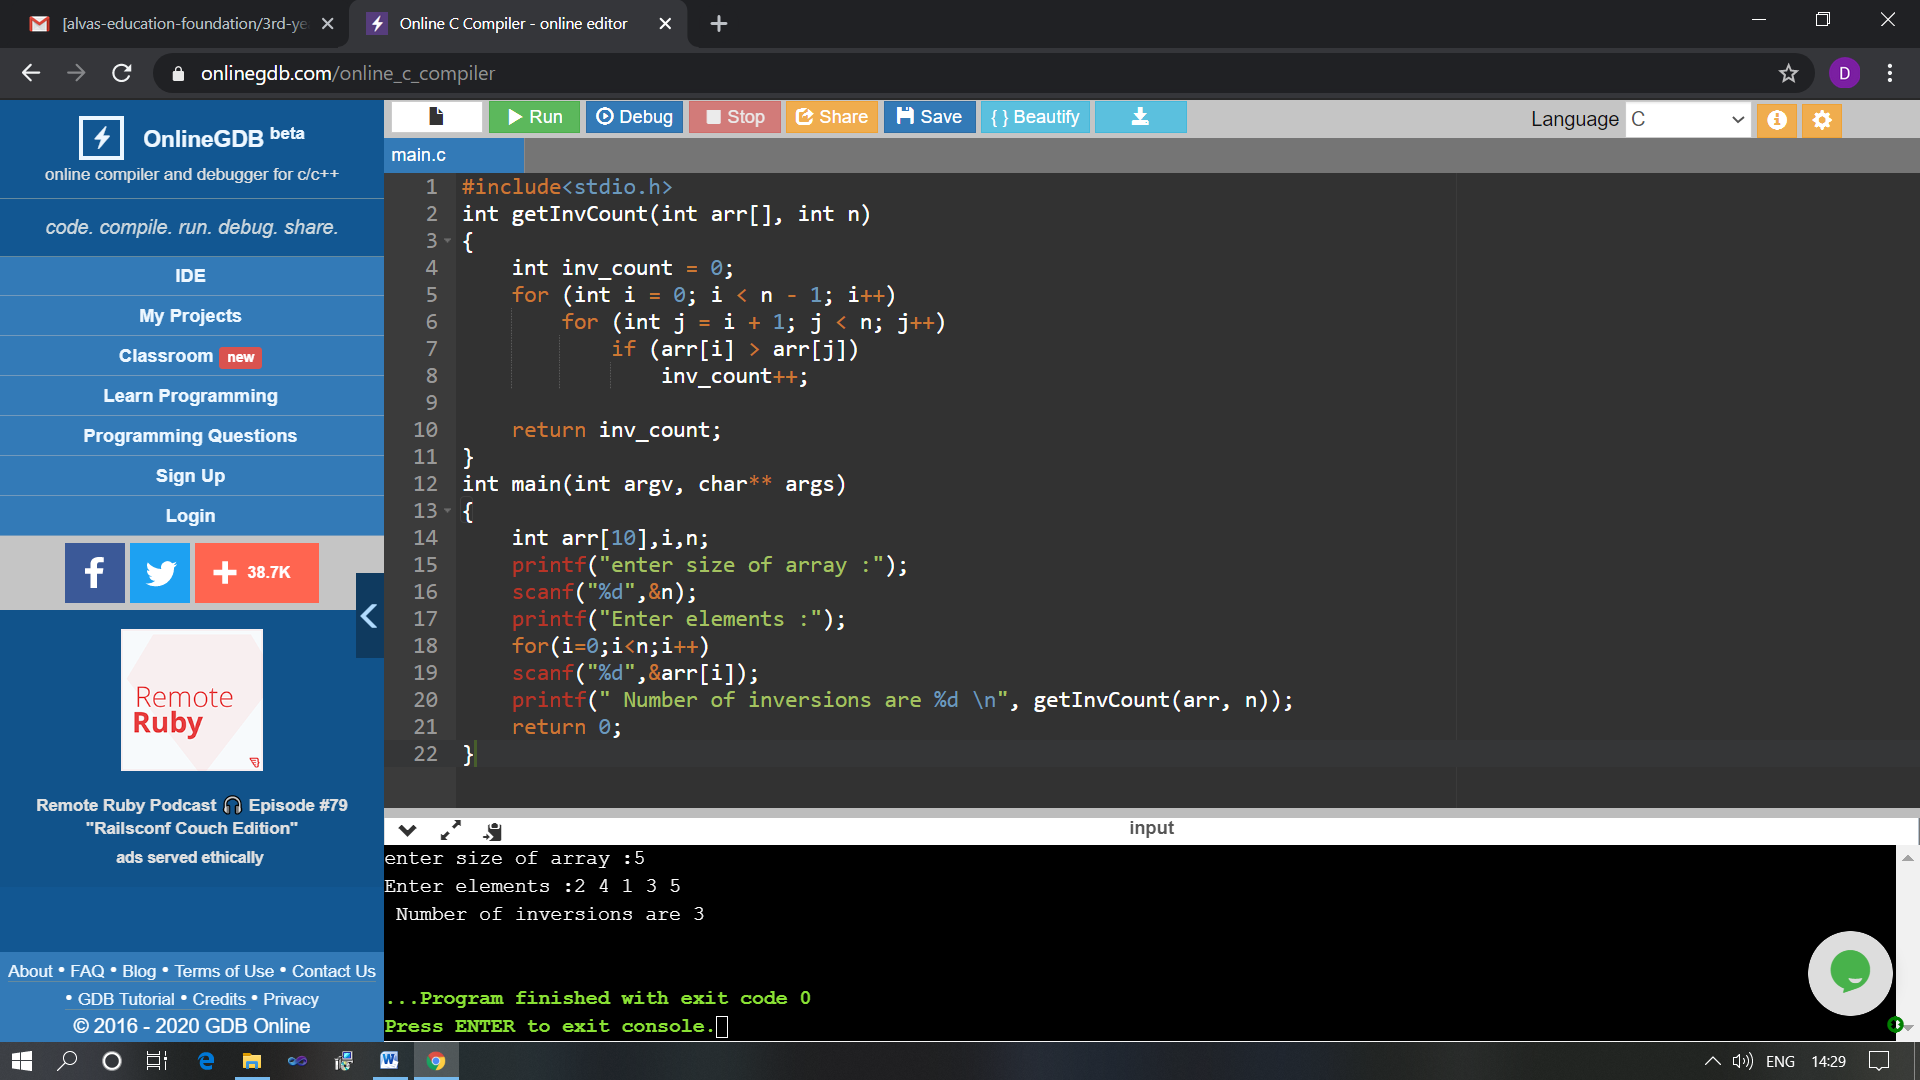 [alvas-education-foundation/3rd-ye
Online C Compiler - online editor
onlinegdb.com/online_c_compiler
D
OnlineGDB beta
online compiler and debugger for c/c++
code. compile. run. debug. share.
IDE
My Projects
Classroom new
Learn Programming
Programming Questions
Sign Up
Login
38.7K
Remote
Ruby
Remote Ruby Podcast 🎧 Episode #79
"Railsconf Couch Edition"
ads served ethically
About • FAQ • Blog • Terms of Use • Contact Us
• GDB Tutorial • Credits • Privacy
© 2016 - 2020 GDB Online
Run Debug Stop Share Save { } Beautify
Language C
main.c
1 #include<stdio.h>
2 int getInvCount(int arr[], int n)
3 {
4     int inv_count = 0;
5     for (int i = 0; i < n - 1; i++)
6         for (int j = i + 1; j < n; j++)
7             if (arr[i] > arr[j])
8                 inv_count++;
9
10     return inv_count;
11 }
12 int main(int argv, char** args)
13 {
14     int arr[10],i,n;
15     printf("enter size of array :");
16     scanf("%d",&n);
17     printf("Enter elements :");
18     for(i=0;i<n;i++)
19     scanf("%d",&arr[i]);
20     printf(" Number of inversions are %d \n", getInvCount(arr, n));
21     return 0;
22 }
input
enter size of array :5
Enter elements :2 4 1 3 5
 Number of inversions are 3
...Program finished with exit code 0
Press ENTER to exit console.
ENG 14:29